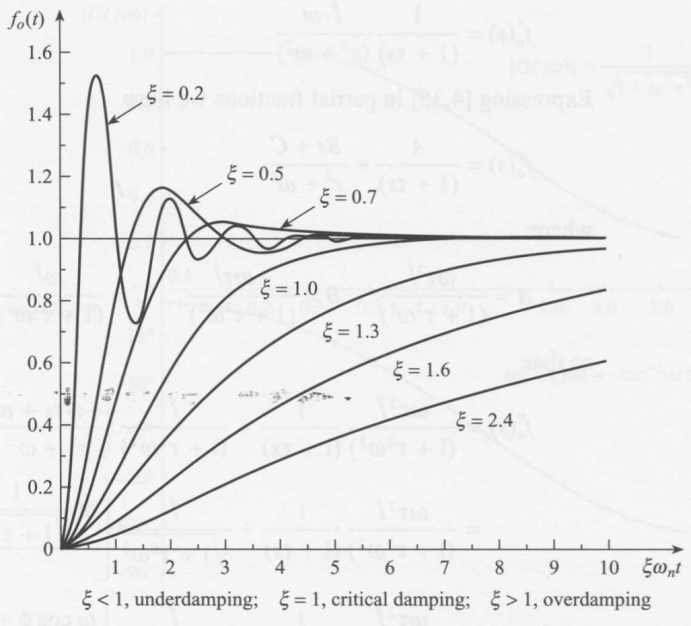 f₀(t)
1.6
1.4
1.2
1.0
0.8
0.6
0.4
0.2
0
1 2 3 4 5 6 7 8 9 10
ξωₙt
ξ = 0.2
ξ = 0.5
ξ = 0.7
ξ = 1.0
ξ = 1.3
ξ = 1.6
ξ = 2.4
ξ < 1, underdamping; ξ = 1, critical damping; ξ > 1, overdamping